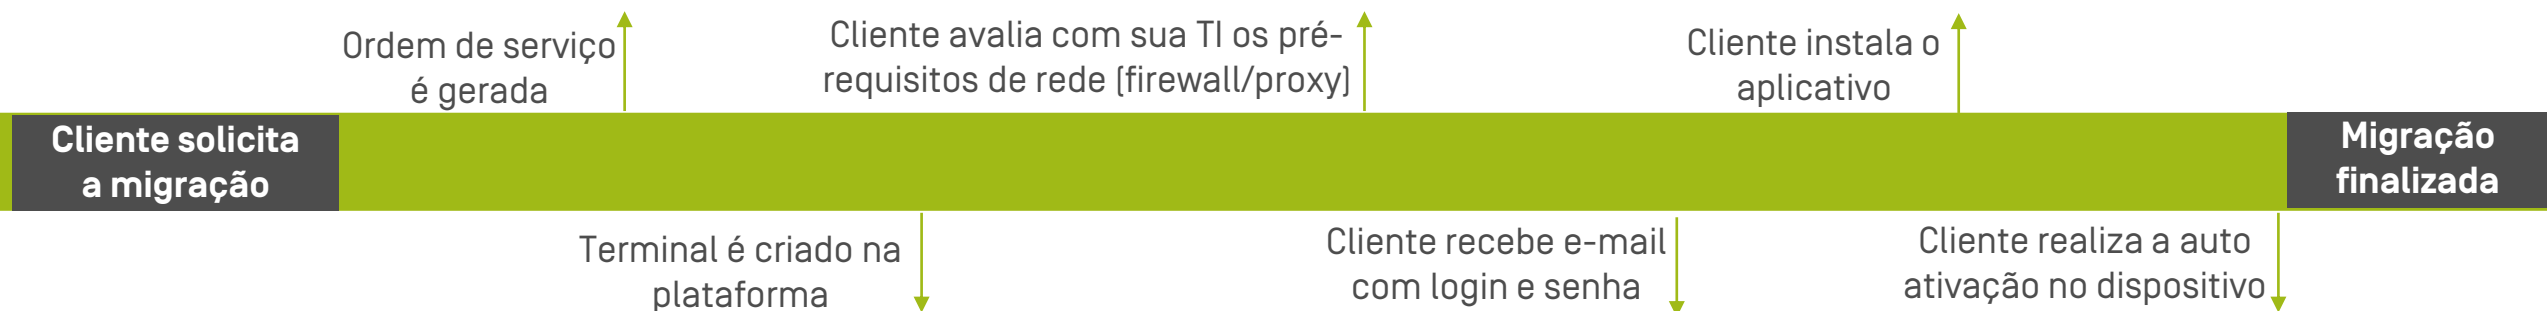 Cliente solicita
a migração
Ordem de serviço
é gerada
Terminal é criado na
plataforma
Cliente avalia com sua TI os pré-
requisitos de rede (firewall/proxy)
Cliente recebe e-mail
com login e senha
Cliente instala o
aplicativo
Cliente realiza a auto
ativação no dispositivo
Migração
finalizada